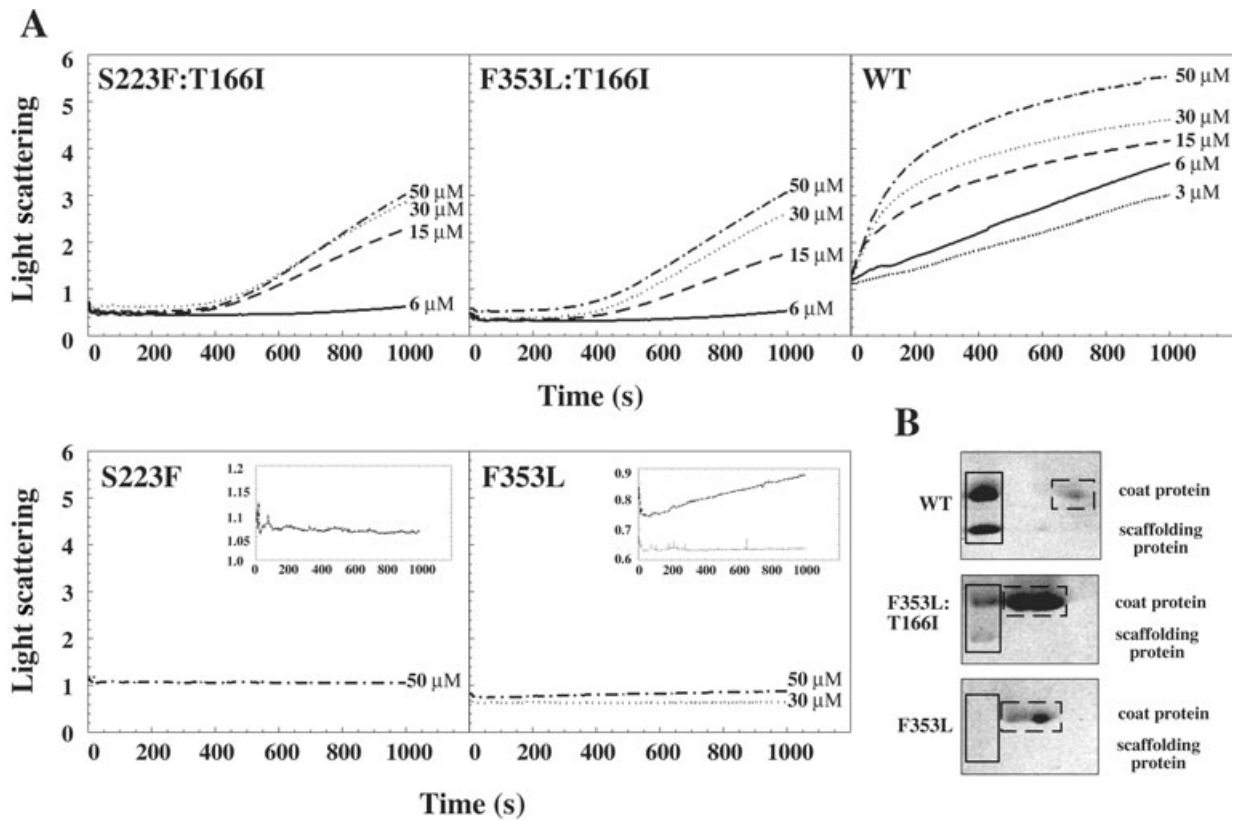 A
S223F:T166I
F353L:T166I
WT
Light scattering
6
5
4
3
2
1
0
50 µM
30 µM
15 µM
6 µM
50 µM
30 µM
15 µM
6 µM
50 µM
30 µM
15 µM
6 µM
3 µM
0 200 400 600 800 1000
0 200 400 600 800 1000
0 200 400 600 800 1000
Time (s)
S223F
F353L
Light scattering
6
5
4
3
2
1
0
1.2
1.15
1.10
1.05
1.0
0 200 400 600 800 1000
0.9
0.8
0.7
0.6
0 200 400 600 800 1000
50 µM
50 µM
30 µM
0 200 400 600 800 1000
0 200 400 600 800 1000
Time (s)
B
WT
coat protein
scaffolding
protein
F353L:
T166I
coat protein
scaffolding
protein
F353L
coat protein
scaffolding
protein